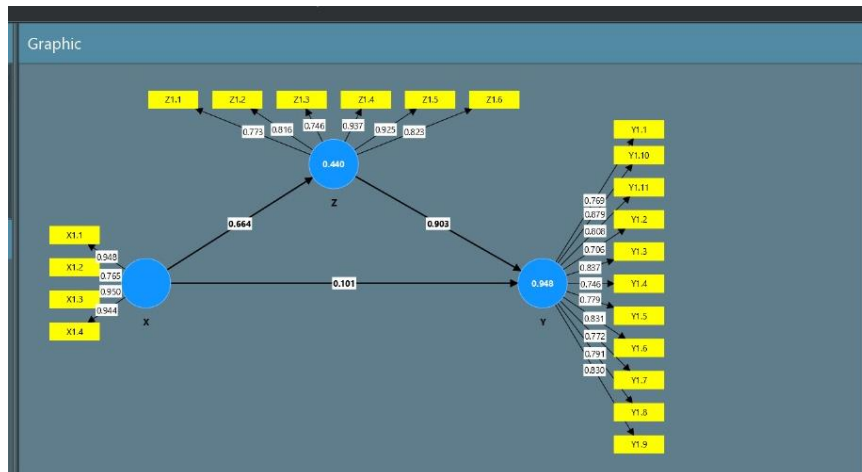 Graphic
Z1.1 Z1.2 Z1.3 Z1.4 Z1.5 Z1.6
0.773 0.816 0.746 0.937 0.925 0.823
0.440
Z
0.664
0.903
X1.1
X1.2
X1.3
X1.4
0.948
0.765
0.950
0.944
X
0.101
0.948
Y
0.769
0.879
0.808
0.706
0.837
0.746
0.779
0.831
0.772
0.791
0.830
Y1.1
Y1.10
Y1.11
Y1.2
Y1.3
Y1.4
Y1.5
Y1.6
Y1.7
Y1.8
Y1.9